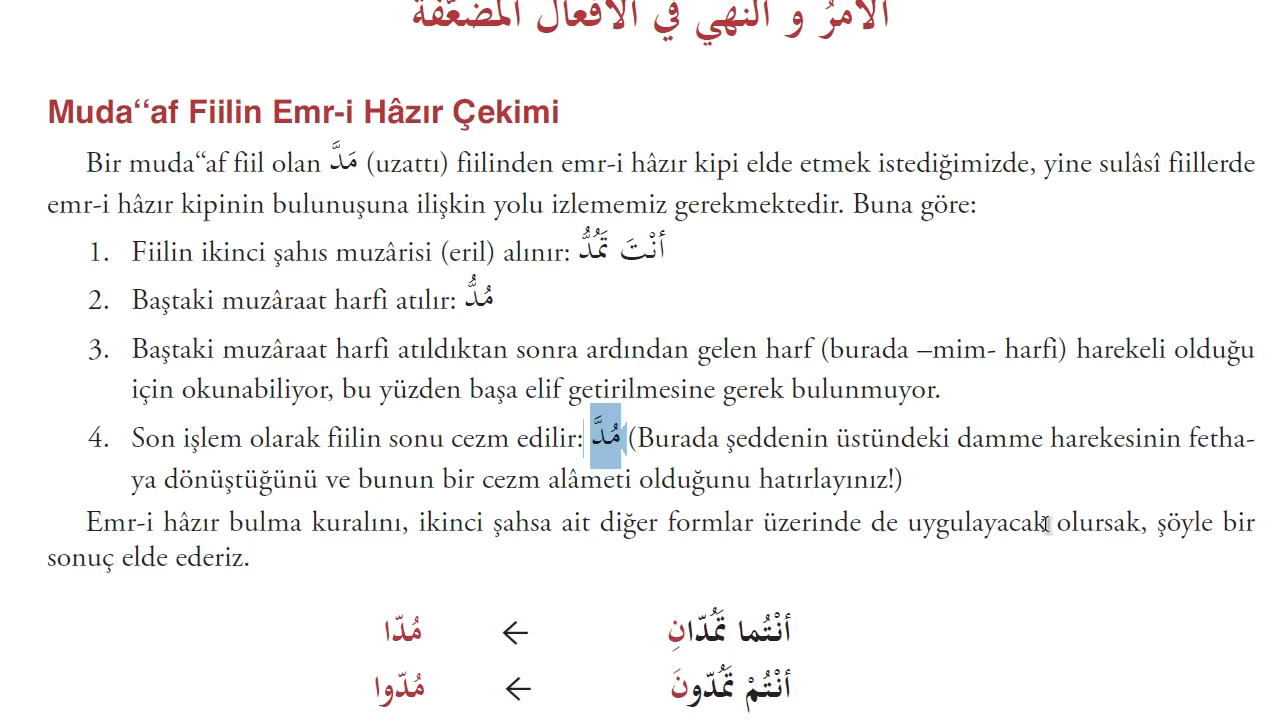 الأمرُ و النهي في الأفعال المضعّفة
Muda‘‘af Fiilin Emr-i Hâzır Çekimi
Bir muda“af fiil olan مَدَّ (uzattı) fiilinden emr-i hâzır kipi elde etmek istediğimizde, yine sulâsî fiillerde
emr-i hâzır kipinin bulunuşuna ilişkin yolu izlememiz gerekmektedir. Buna göre:
1. Fiilin ikinci şahıs muzârisi (eril) alınır: أنْتَ تَمُدُّ
2. Baştaki muzâraat harfi atılır: مُدُّ
3. Baştaki muzâraat harfi atıldıktan sonra ardından gelen harf (burada –mim- harfi) harekeli olduğu
için okunabiliyor, bu yüzden başa elif getirilmesine gerek bulunmuyor.
4. Son işlem olarak fiilin sonu cezm edilir: مُدَّ (Burada şeddenin üstündeki damme harekesinin fetha-
ya dönüştüğünü ve bunun bir cezm alâmeti olduğunu hatırlayınız!)
Emr-i hâzır bulma kuralını, ikinci şahsa ait diğer formlar üzerinde de uygulayacak olursak, şöyle bir
sonuç elde ederiz.
أنْتُما تَمُدّانِ ← مُدّا
أنْتُمْ تَمُدّونَ ← مُدّوا